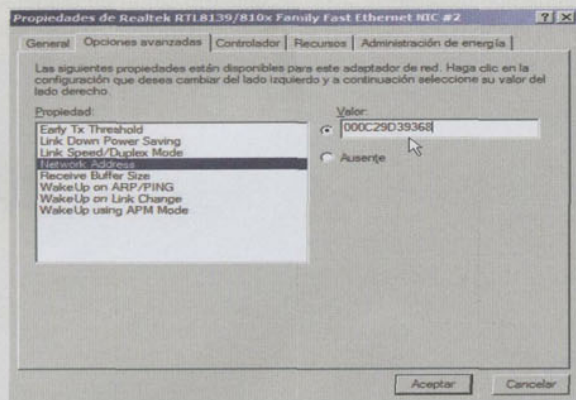 Propiedades de Realtek RTL8139/810x Family Fast Ethernet NIC #2
General Opciones avanzadas Controlador Recursos Administración de energía
Las siguientes propiedades están disponibles para este adaptador de red. Haga clic en la
configuración que desea cambiar del lado izquierdo y a continuación seleccione su valor del
lado derecho.
Propiedad:
Early Tx Threshold
Link Down Power Saving
Link Speed/Duplex Mode
Network Address
Receive Buffer Size
WakeUp on ARP/PING
WakeUp on Link Change
WakeUp using APM Mode
Valor:
000C29D39368
Ausente
Aceptar Cancelar